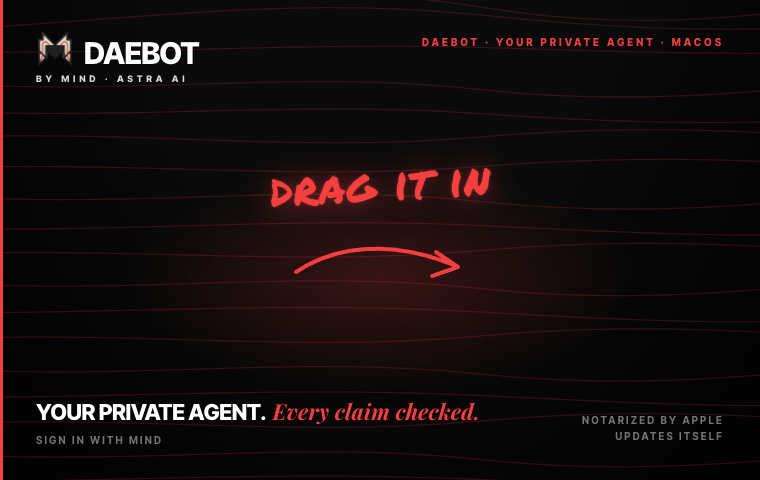 DAEBOT
BY MIND · ASTRA AI
DAEBOT · YOUR PRIVATE AGENT · MACOS
DRAG IT IN
YOUR PRIVATE AGENT. Every claim checked.
SIGN IN WITH MIND
NOTARIZED BY APPLE
UPDATES ITSELF